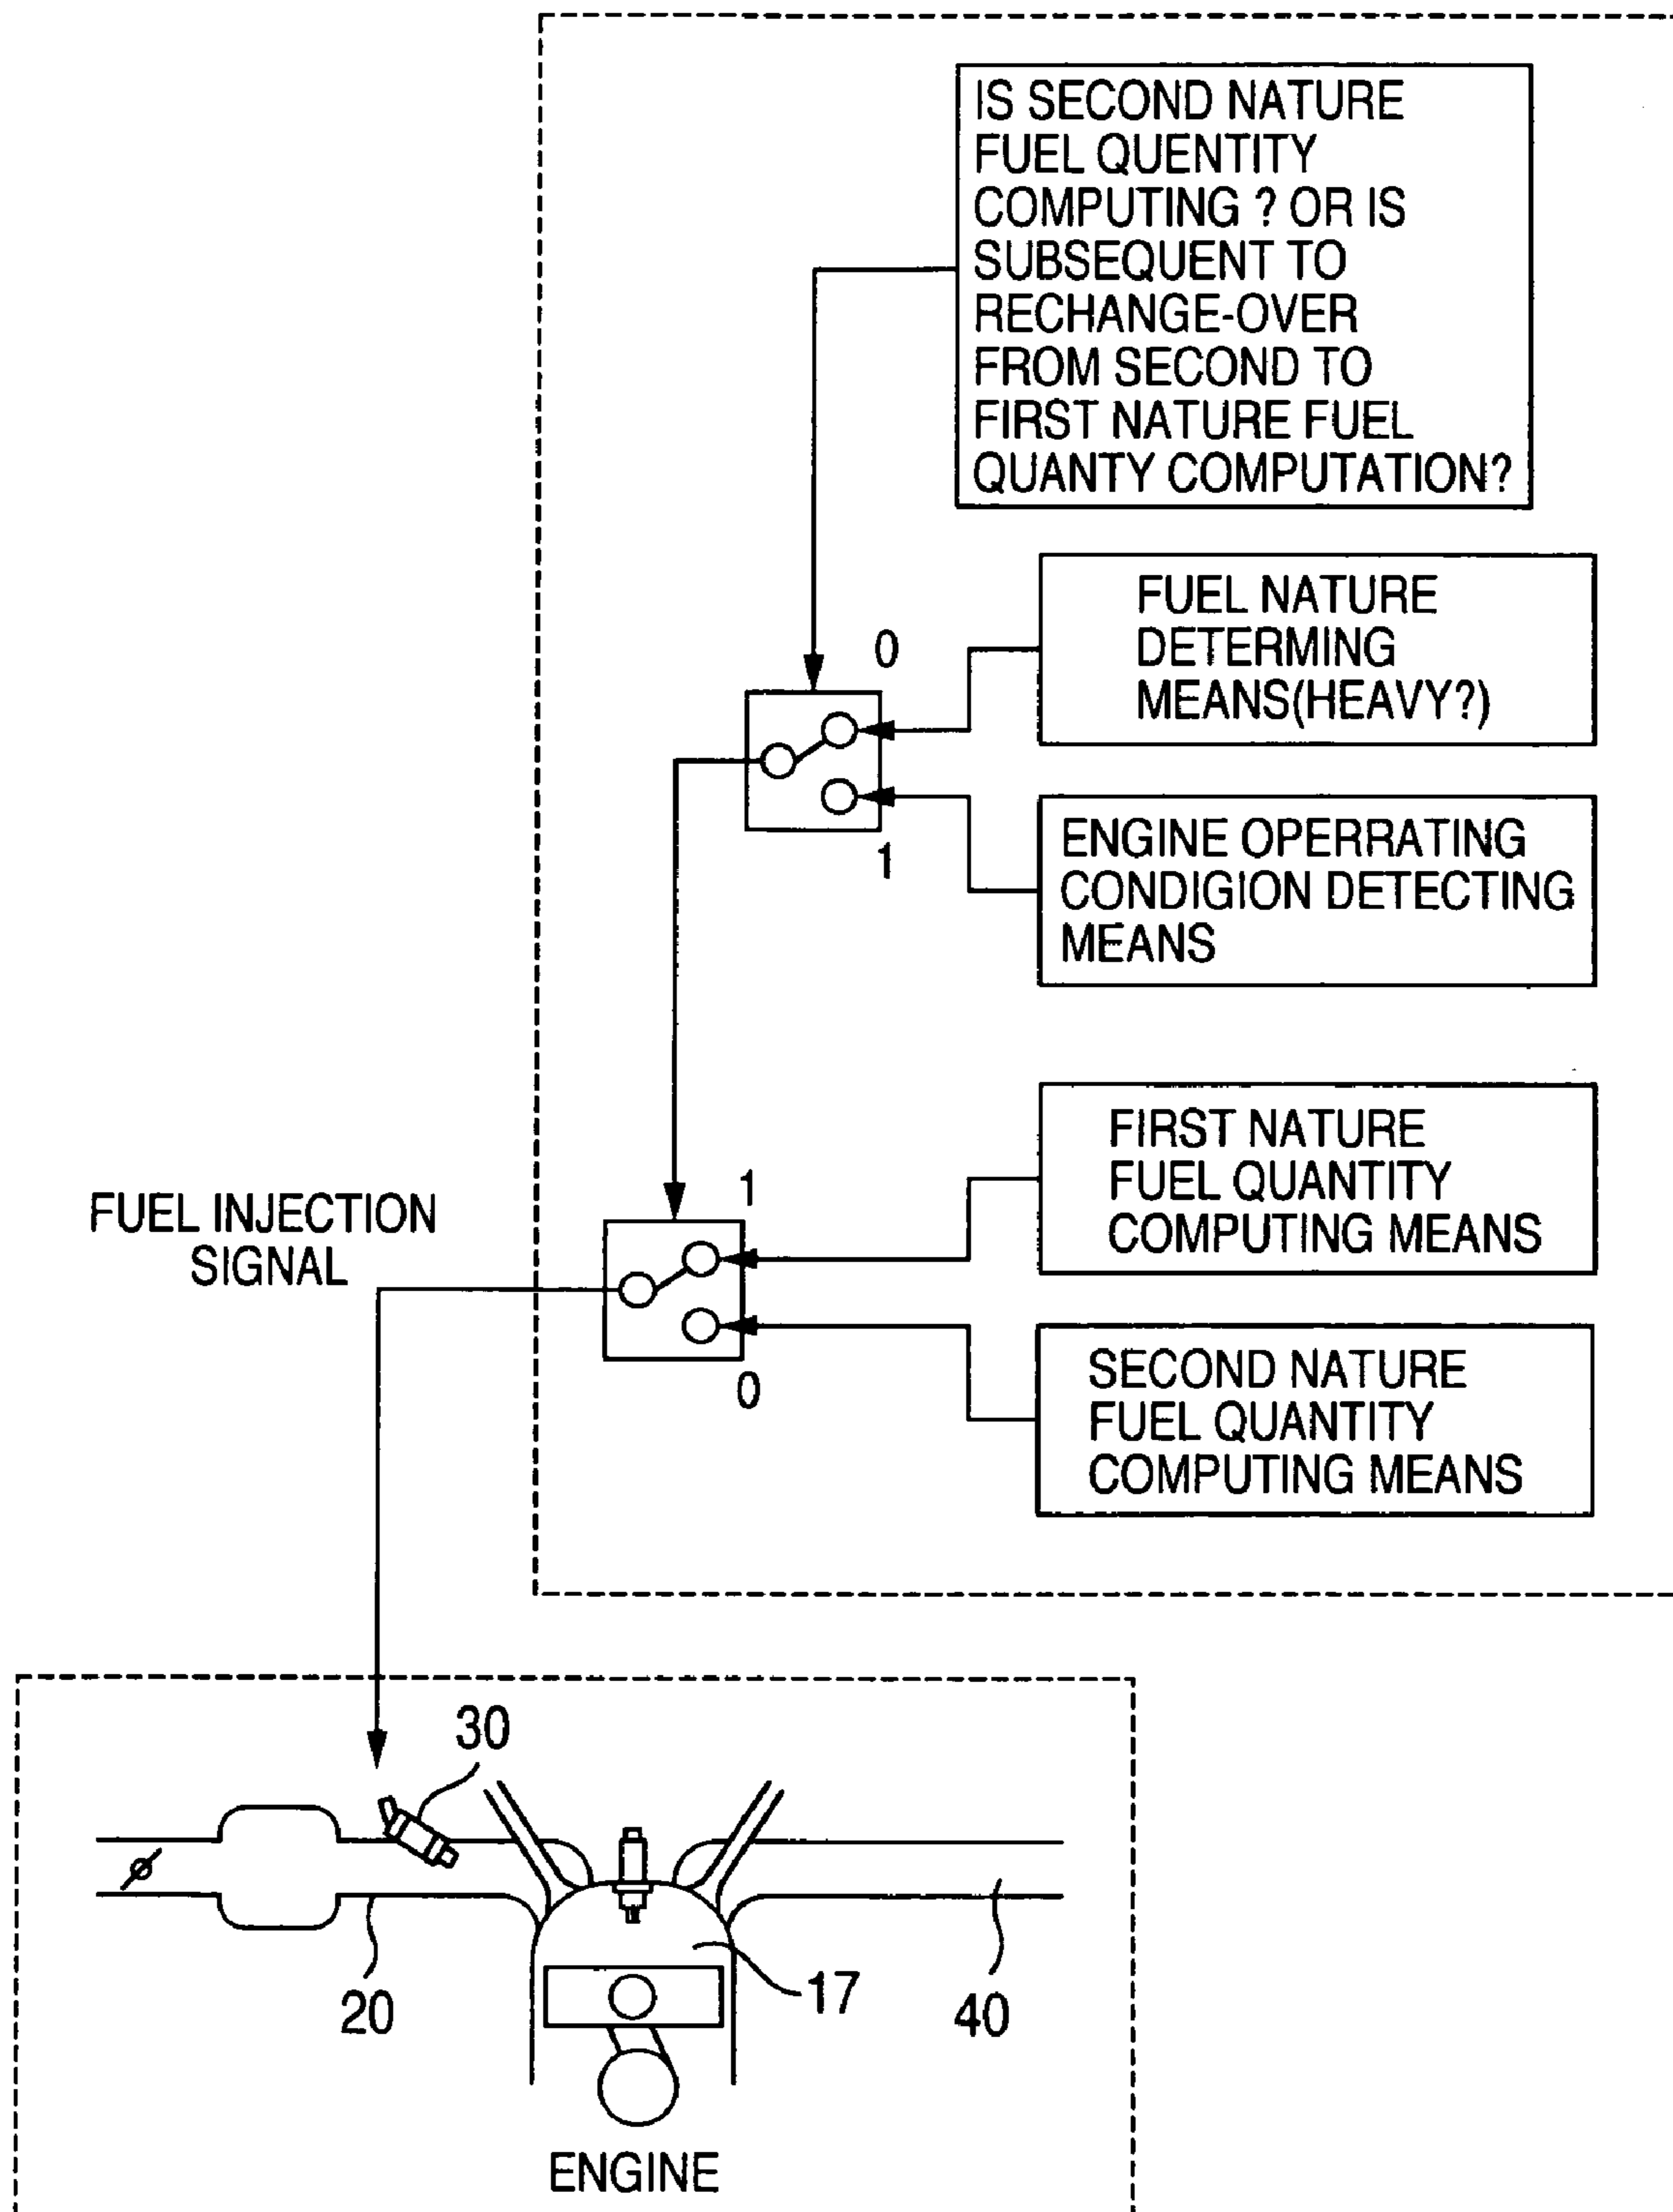 IS SECOND NATURE
FUEL QUENTITY
COMPUTING ? OR IS
SUBSEQUENT TO
RECHANGE-OVER
FROM SECOND TO
FIRST NATURE FUEL
QUANTY COMPUTATION?
0
FUEL NATURE
DETERMING
MEANS(HEAVY?)
1
ENGINE OPERRATING
CONDIGION DETECTING
MEANS
1
FIRST NATURE
FUEL QUANTITY
COMPUTING MEANS
FUEL INJECTION
SIGNAL
0
SECOND NATURE
FUEL QUANTITY
COMPUTING MEANS
30
20
17
40
ENGINE